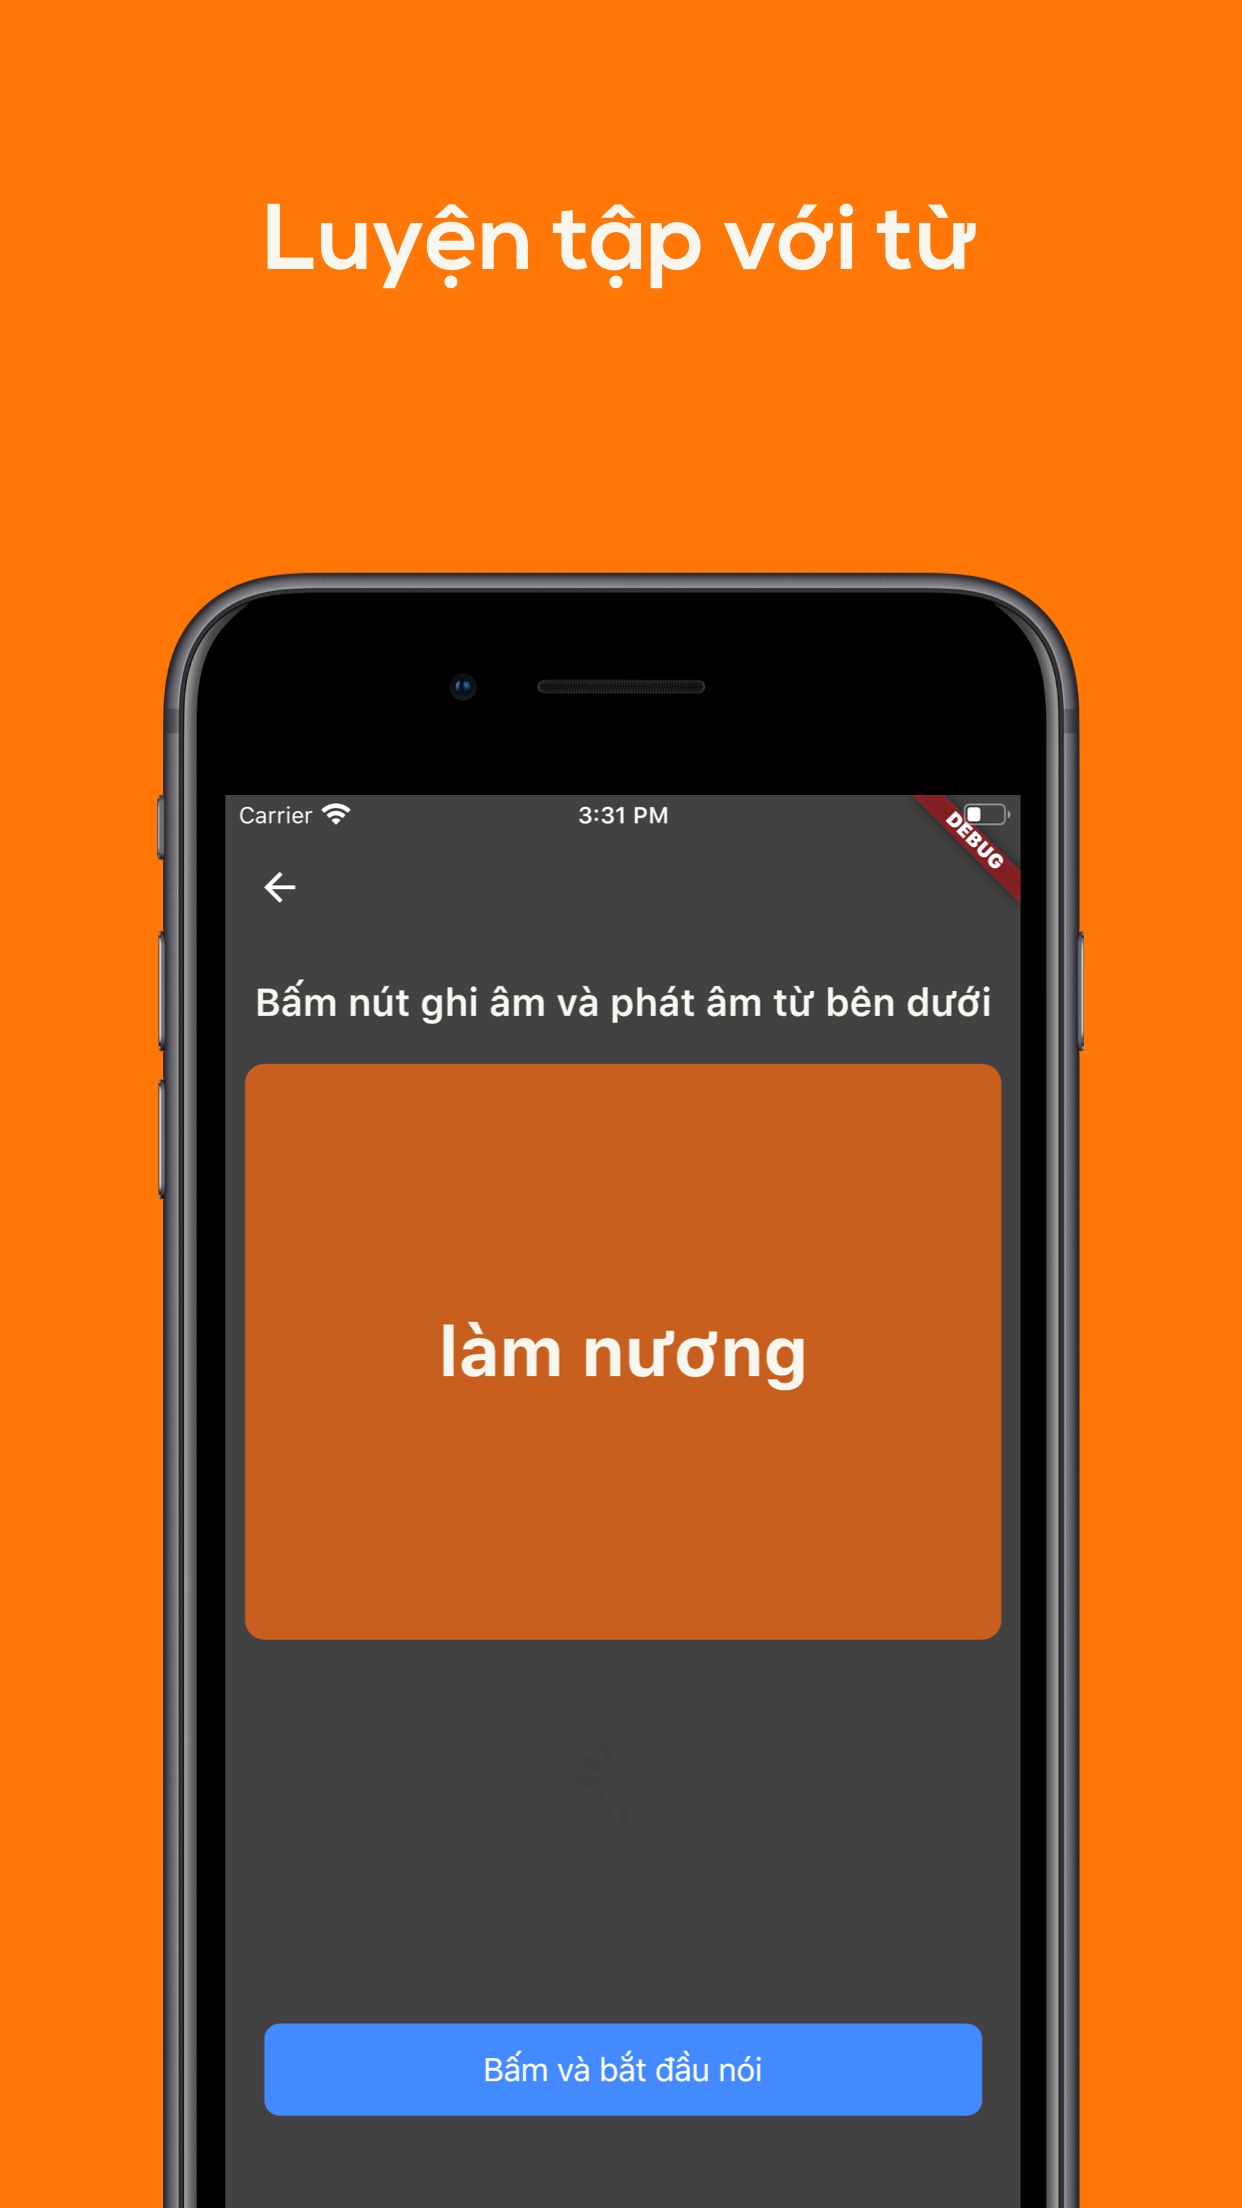 Luyện tập với từ
Carrier
3:31 PM
DEBUG
Bấm nút ghi âm và phát âm từ bên dưới
làm nương
Bấm và bắt đầu nói